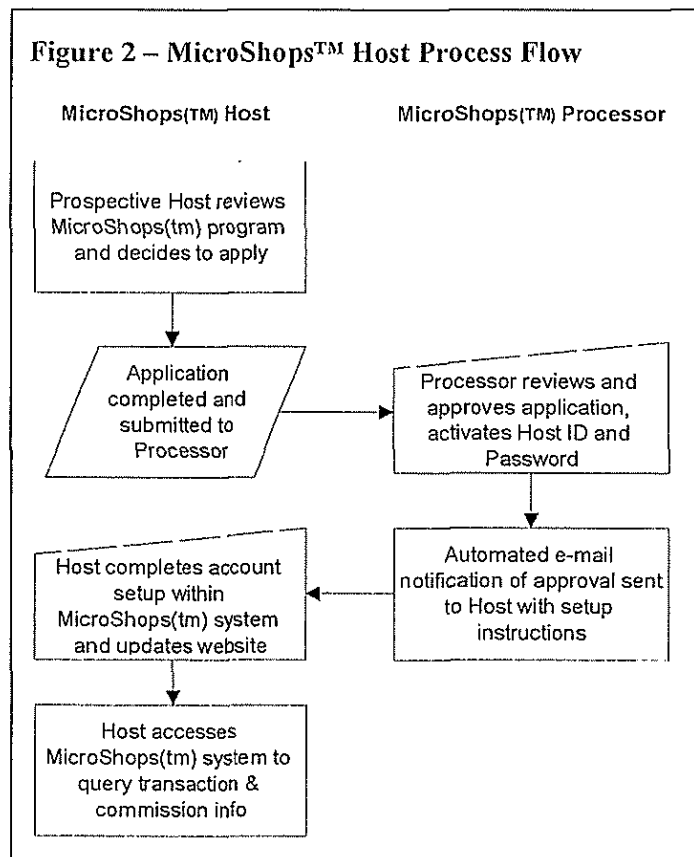 Figure 2 – MicroShops™ Host Process Flow
MicroShops(TM) Host
MicroShops(TM) Processor
Prospective Host reviews
MicroShops(tm) program
and decides to apply
Application
completed and
submitted to
Processor
Processor reviews and
approves application,
activates Host ID and
Password
Automated e-mail
notification of approval sent
to Host with setup
instructions
Host completes account
setup within
MicroShops(tm) system
and updates website
Host accesses
MicroShops(tm) system to
query transaction &
commission info